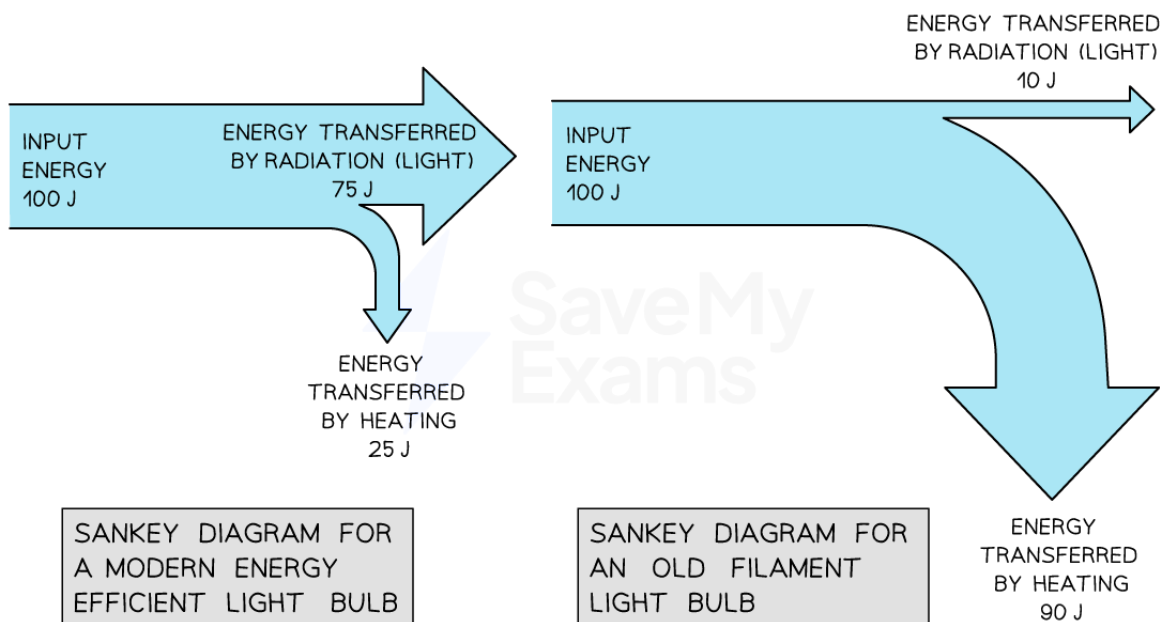 INPUT
ENERGY
100 J
ENERGY TRANSFERRED
BY RADIATION (LIGHT)
75 J
ENERGY
TRANSFERRED
BY HEATING
25 J
SANKEY DIAGRAM FOR
A MODERN ENERGY
EFFICIENT LIGHT BULB
ENERGY TRANSFERRED
BY RADIATION (LIGHT)
10 J
INPUT
ENERGY
100 J
ENERGY
TRANSFERRED
BY HEATING
90 J
SANKEY DIAGRAM FOR
AN OLD FILAMENT
LIGHT BULB
SaveMy
Exams